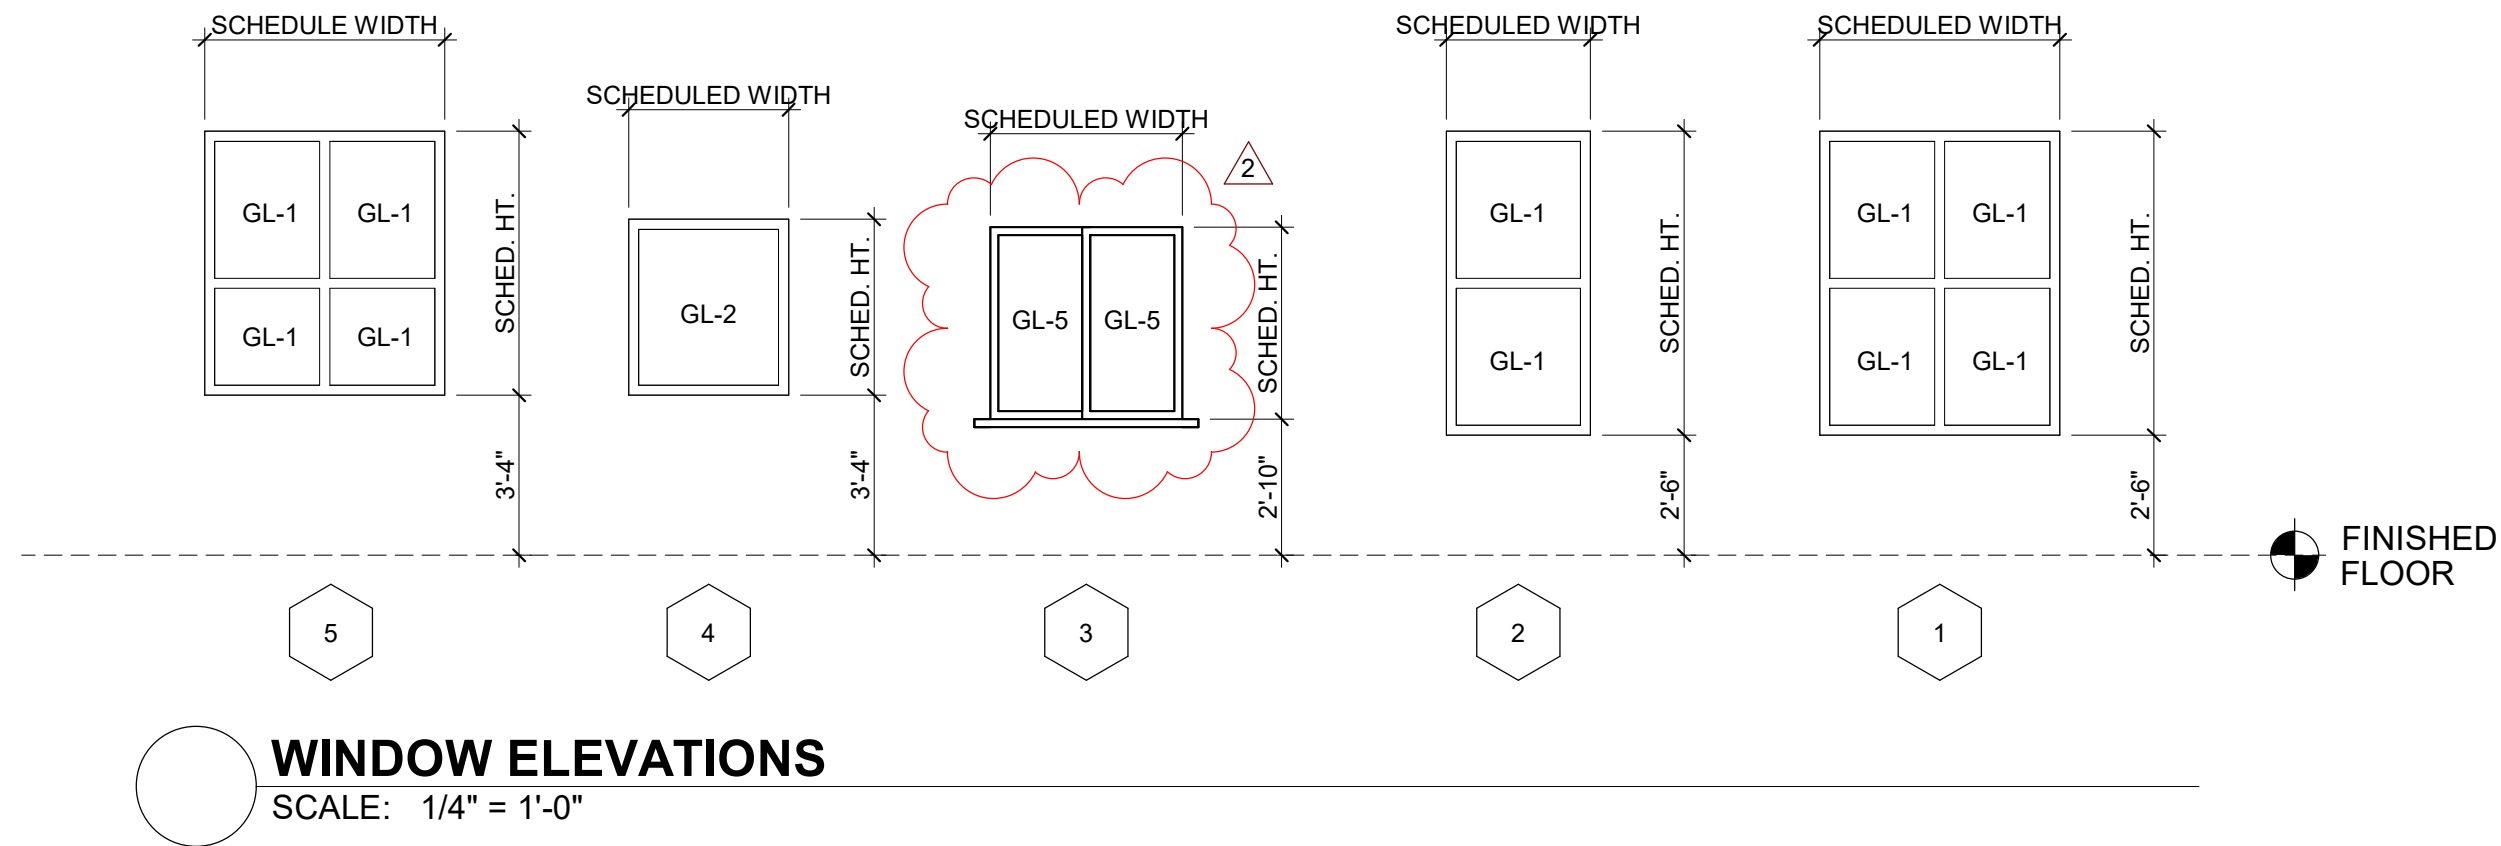 SCHEDULE WIDTH
SCHEDULED WIDTH
SCHEDULED WIDTH
SCHEDULED WIDTH
SCHEDULED WIDTH
GL-1 GL-1
GL-1 GL-1
SCHED. HT.
3'-4"
GL-2
SCHED. HT.
3'-4"
2
GL-5 GL-5
SCHED. HT.
2'-10"
GL-1
GL-1
SCHED. HT.
2'-6"
GL-1 GL-1
GL-1 GL-1
SCHED. HT.
2'-6"
FINISHED
FLOOR
5
4
3
2
1
WINDOW ELEVATIONS
SCALE: 1/4" = 1'-0"